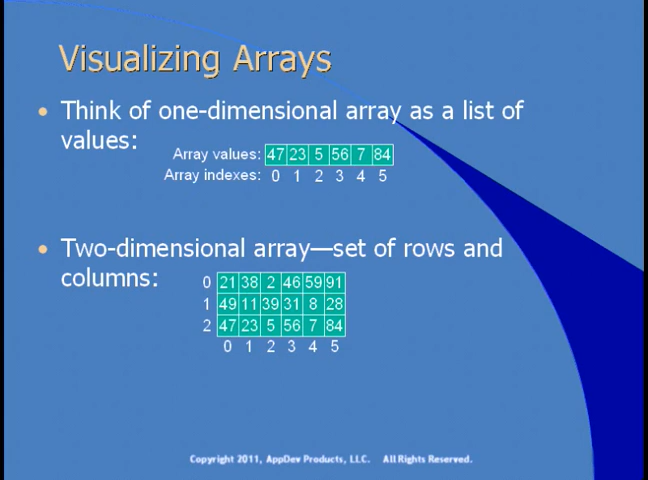 Visualizing Arrays
• Think of one-dimensional array as a list of
values:
Array values: 47 23 5 56 7 84
Array indexes: 0 1 2 3 4 5
• Two-dimensional array—set of rows and
columns:
0 21 38 2 46 59 91
1 49 11 39 31 8 28
2 47 23 5 56 7 84
0 1 2 3 4 5
Copyright 2011, AppDev Products, LLC. All Rights Reserved.